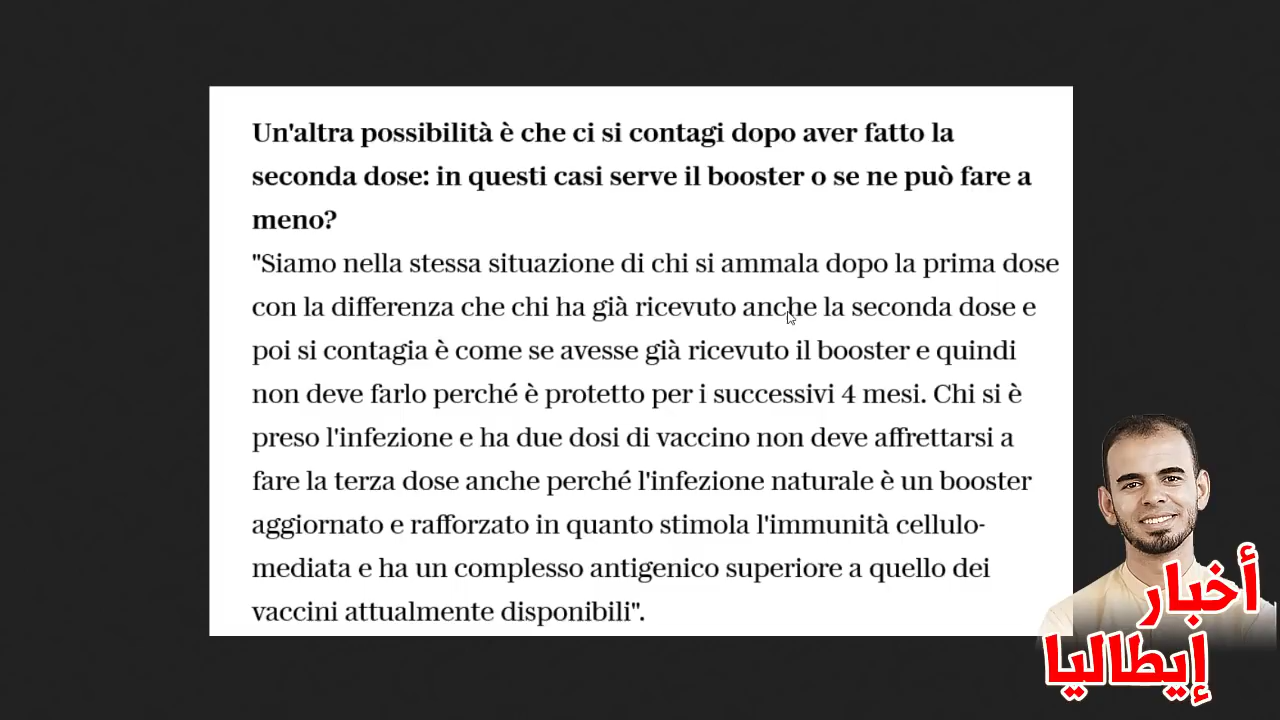 Un'altra possibilità è che ci si contagi dopo aver fatto la
seconda dose: in questi casi serve il booster o se ne può fare a
meno?
"Siamo nella stessa situazione di chi si ammala dopo la prima dose
con la differenza che chi ha già ricevuto anche la seconda dose e
poi si contagia è come se avesse già ricevuto il booster e quindi
non deve farlo perché è protetto per i successivi 4 mesi. Chi si è
preso l'infezione e ha due dosi di vaccino non deve affrettarsi a
fare la terza dose anche perché l'infezione naturale è un booster
aggiornato e rafforzato in quanto stimola l'immunità cellulo-
mediata e ha un complesso antigenico superiore a quello dei
vaccini attualmente disponibili".
أخبار
إيطاليا